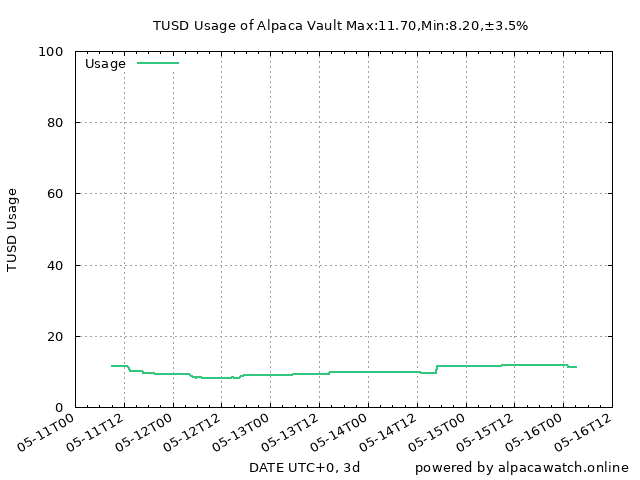 TUSD Usage of Alpaca Vault Max:11.70,Min:8.20,±3.5%
100
80
60
40
20
0
TUSD Usage
Usage
05-11T00
05-11T12
05-12T00
05-12T12
05-13T00
05-13T12
05-14T00
05-14T12
05-15T00
05-15T12
05-16T00
05-16T12
DATE UTC+0, 3d
powered by alpacawatch.online